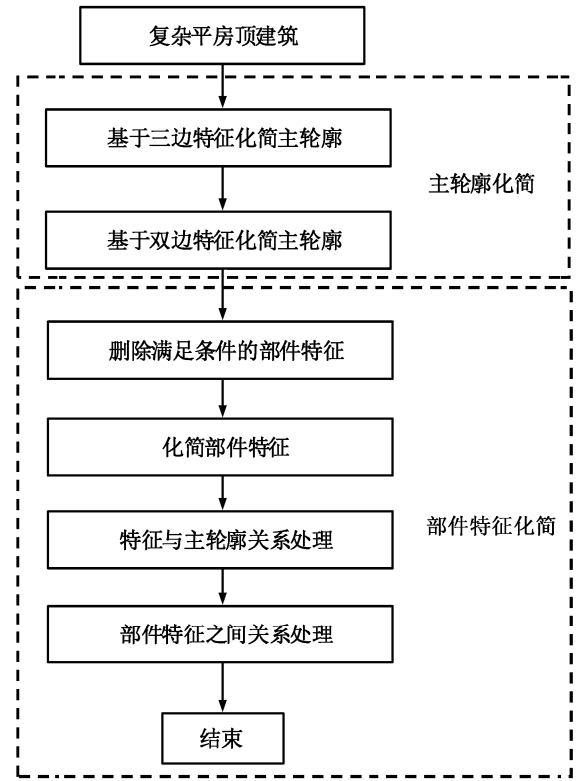 复杂平房顶建筑
基于三边特征化简主轮廓
主轮廓化简
基于双边特征化简主轮廓
删除满足条件的部件特征
化简部件特征
特征与主轮廓关系处理
部件特征化简
部件特征之间关系处理
结束